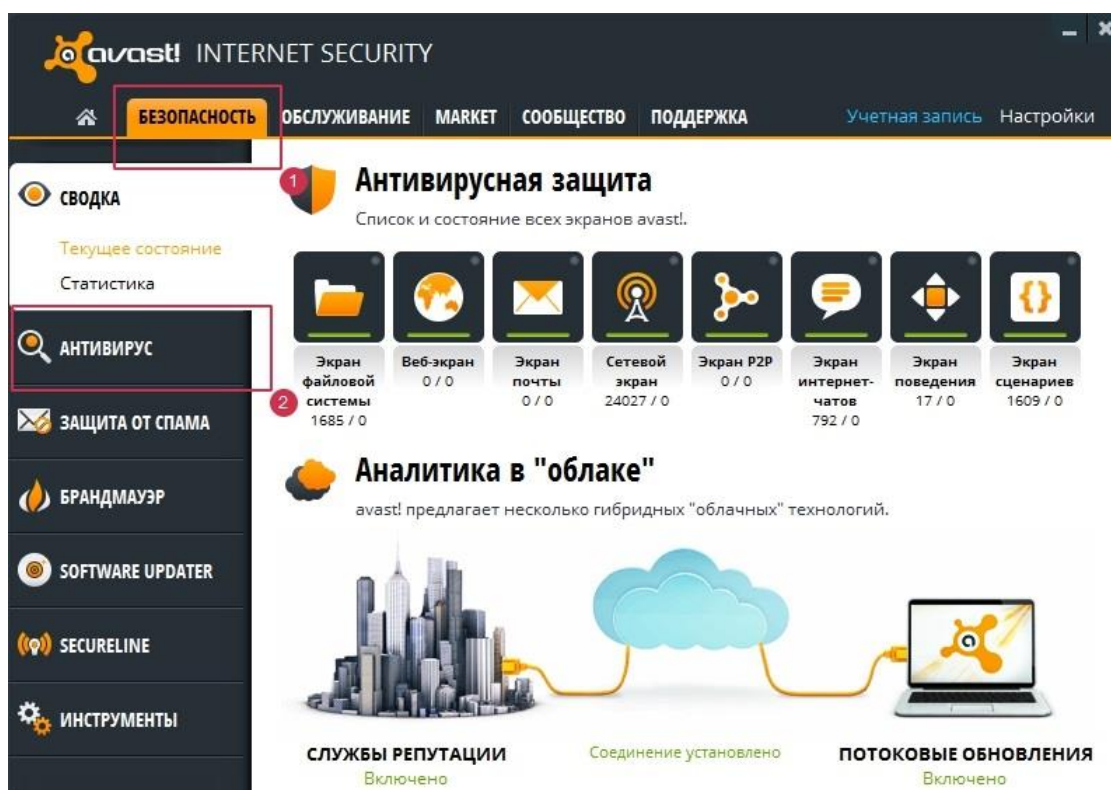 avast! INTERNET SECURITY
БЕЗОПАСНОСТЬ ОБСЛУЖИВАНИЕ MARKET СООБЩЕСТВО ПОДДЕРЖКА Учетная запись Настройки
СВОДКА
Текущее состояние
Статистика
АНТИВИРУС
ЗАЩИТА ОТ СПАМА
БРАНДМАУЭР
SOFTWARE UPDATER
SECURELINE
ИНСТРУМЕНТЫ
1
2
Антивирусная защита
Список и состояние всех экранов avast!.
Экран файловой системы
1685 / 0
Веб-экран
0 / 0
Экран почты
0 / 0
Сетевой экран
24027 / 0
Экран P2P
0 / 0
Экран интернет-чатов
792 / 0
Экран поведения
17 / 0
Экран сценариев
1609 / 0
Аналитика в "облаке"
avast! предлагает несколько гибридных "облачных" технологий.
СЛУЖБЫ РЕПУТАЦИИ
Включено
Соединение установлено
ПОТОКОВЫЕ ОБНОВЛЕНИЯ
Включено